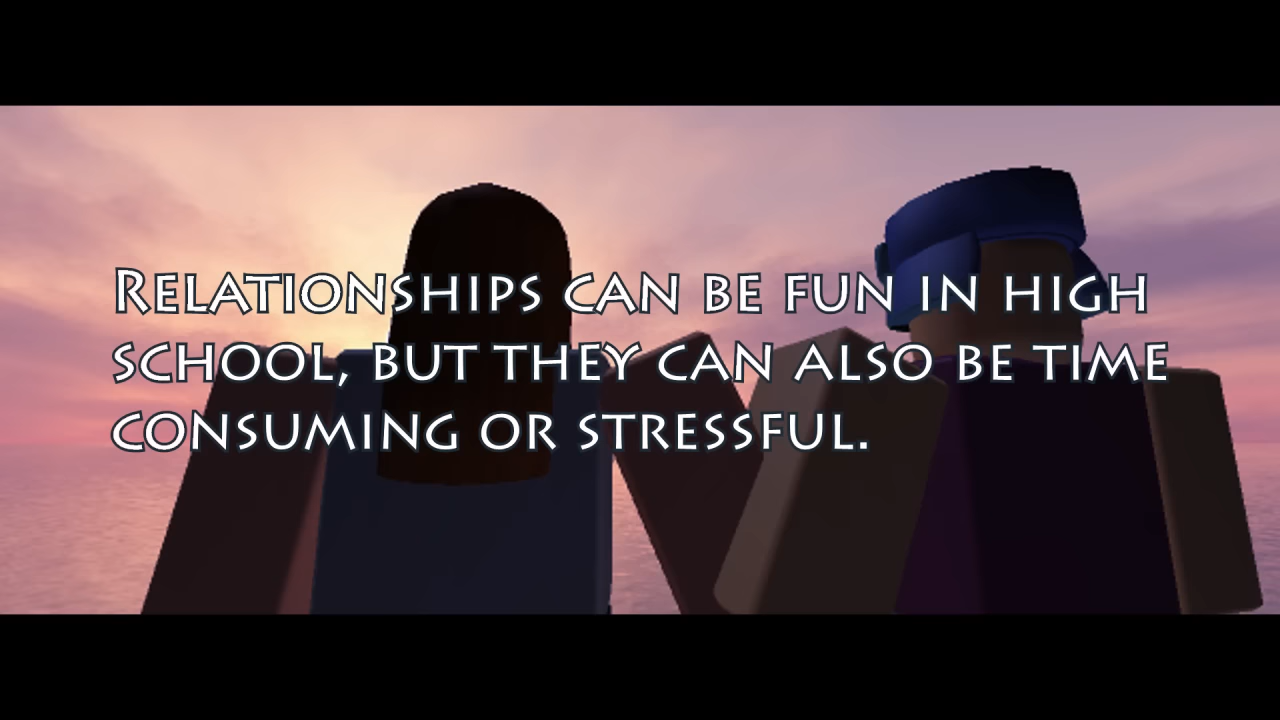 Relationships can be fun in high
school, but they can also be time
consuming or stressful.